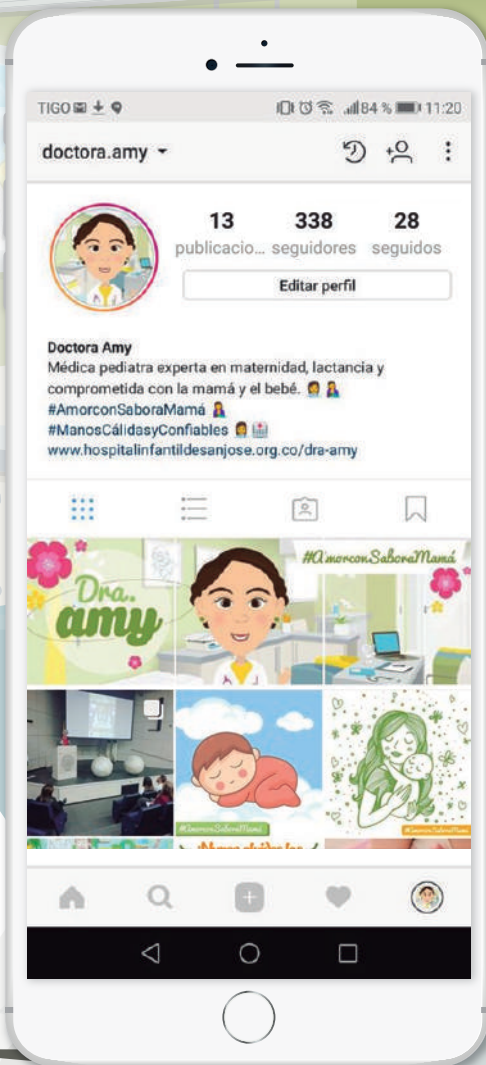 TIGO 84 % 11:20
doctora.amy
13 338 28
publicacio... seguidores seguidos
Editar perfil
Doctora Amy
Médica pediatra experta en maternidad, lactancia y
comprometida con la mamá y el bebé.
#AmorconSaboraMamá
#ManosCálidasyConfiables
www.hospitalinfantildesanjose.org.co/dra-amy
#AmorconSaboraMamá
Dra.
amy
#AmorconSaboraMamá
#AmorconSaboraMamá